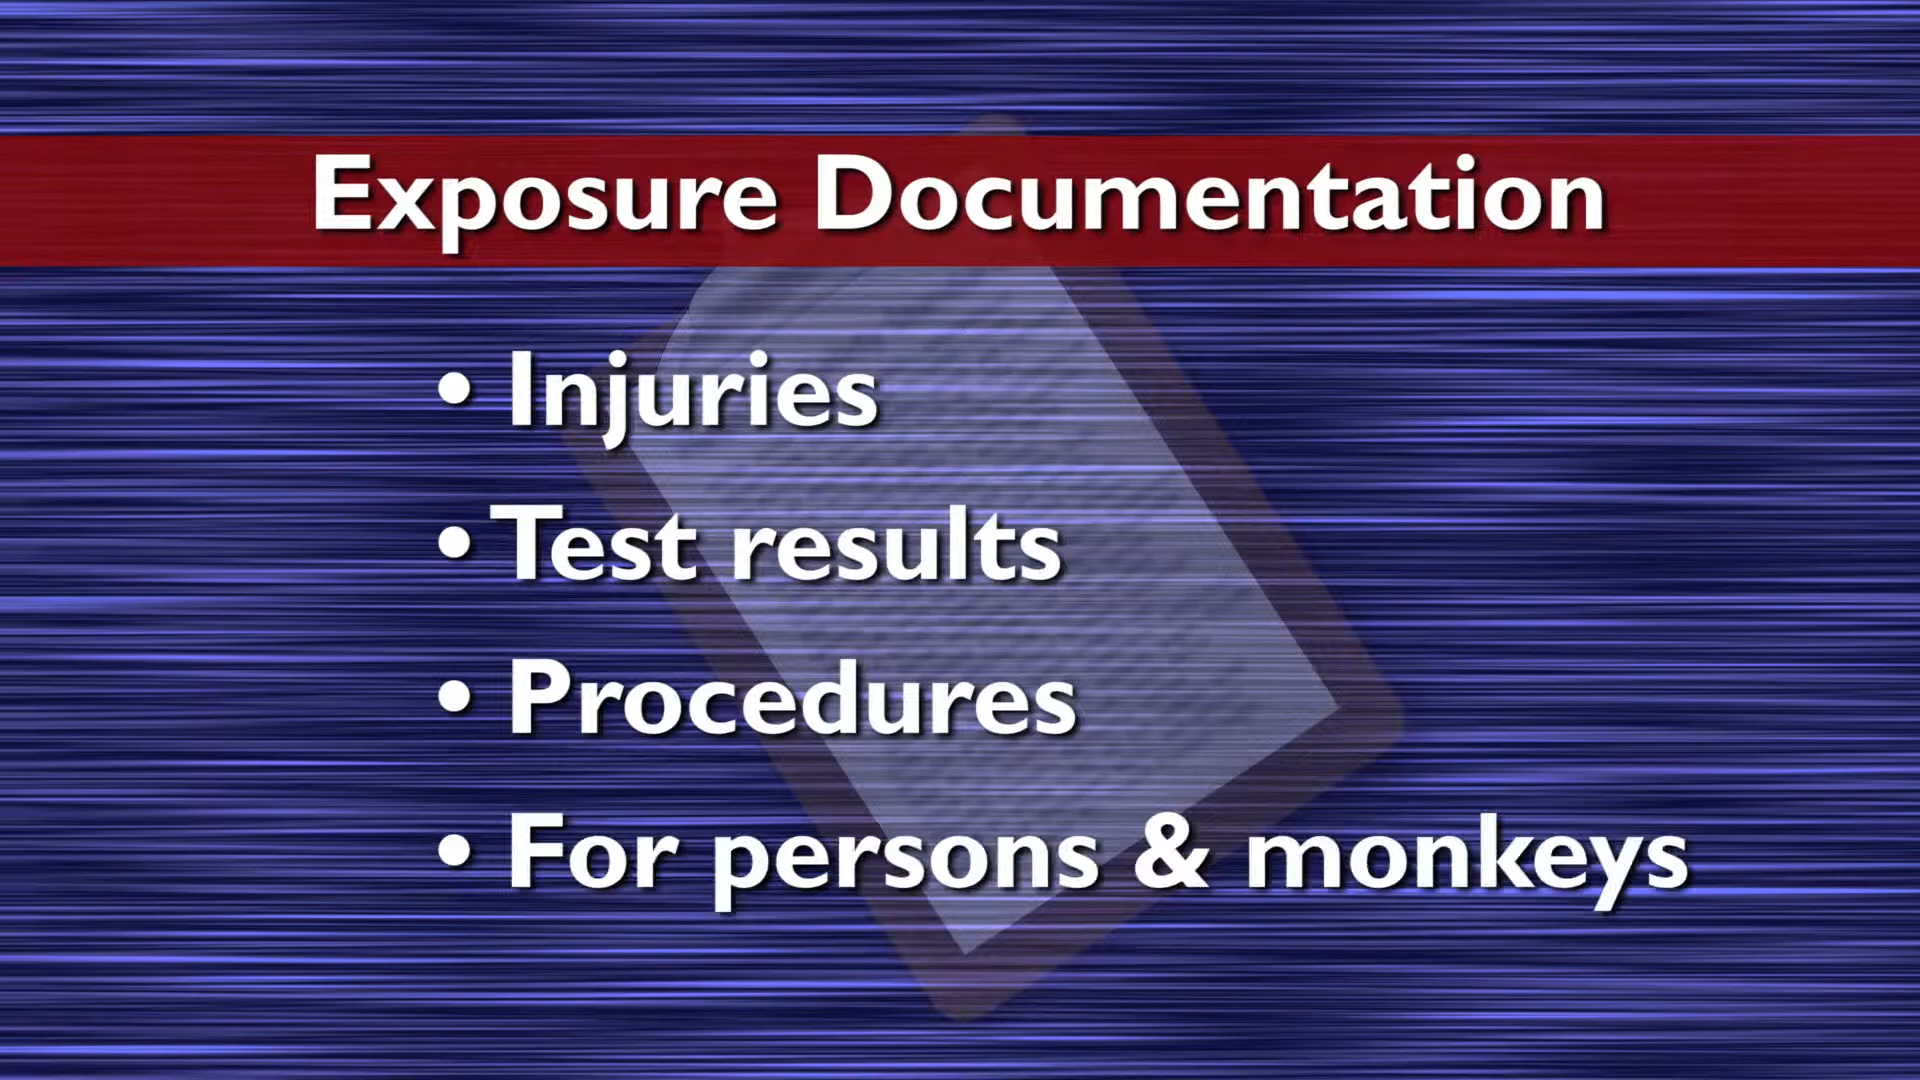 Exposure Documentation
• Injuries
• Test results
• Procedures
• For persons & monkeys